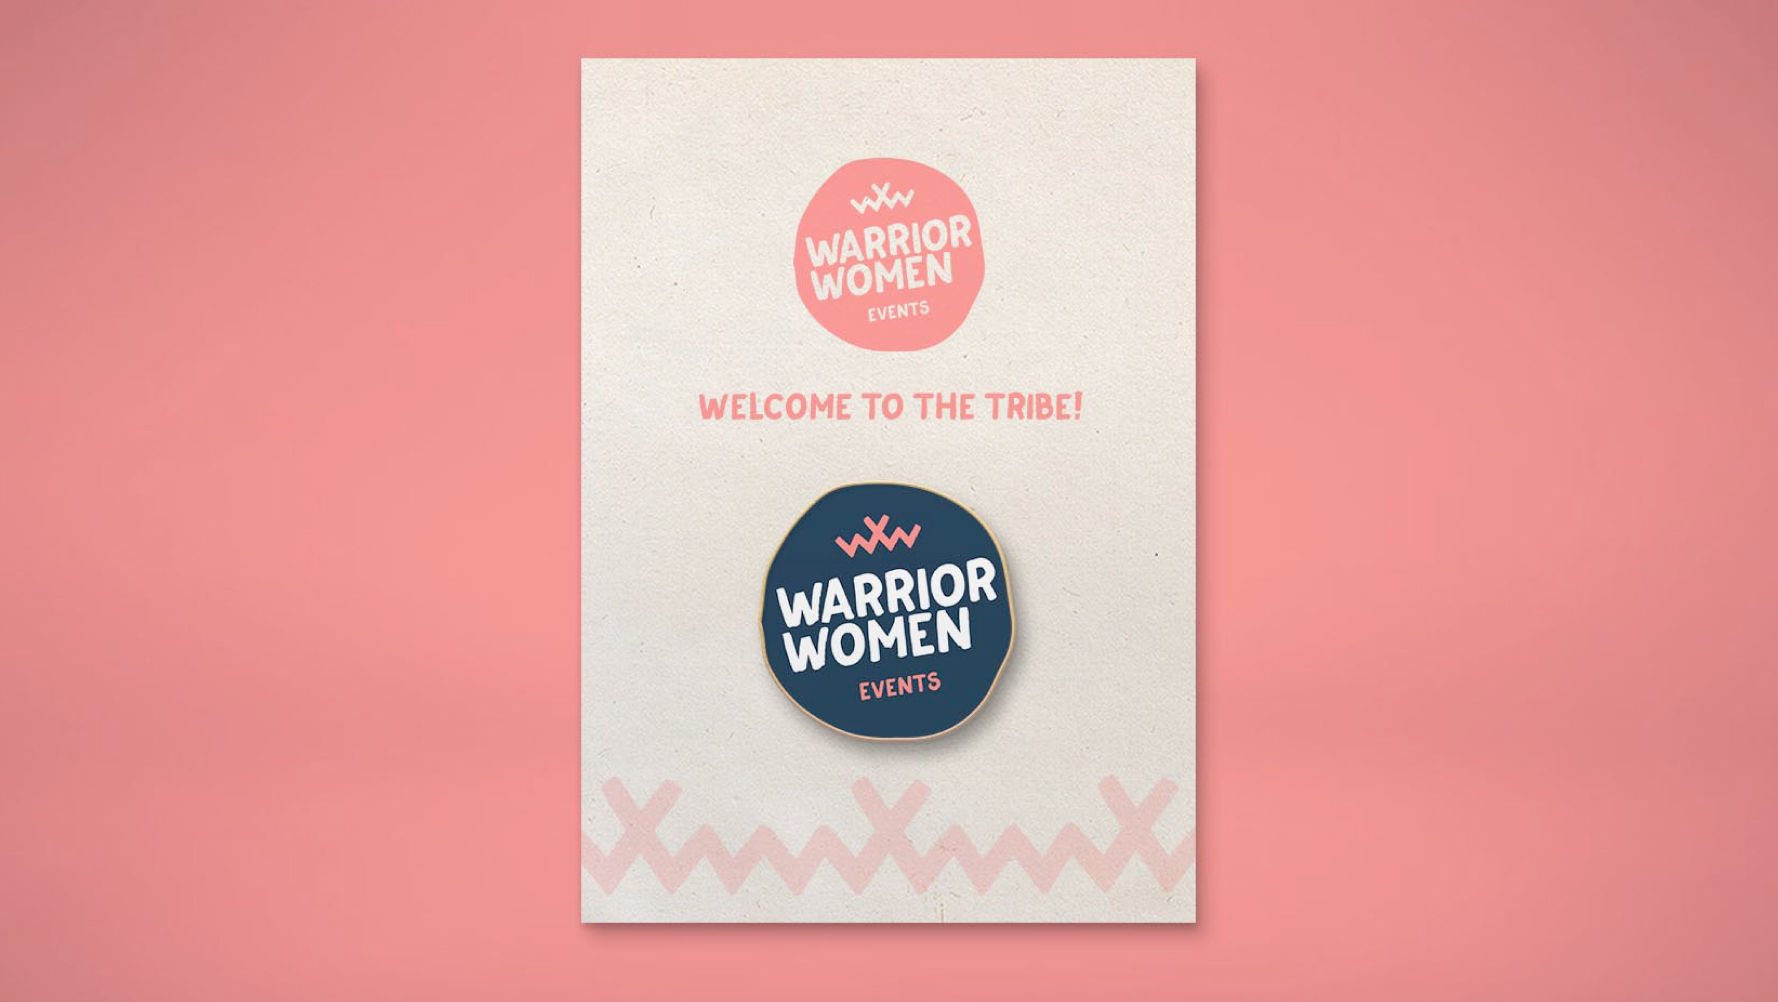 WARRIOR
WOMEN
EVENTS
WELCOME TO THE TRIBE!
WARRIOR
WOMEN
EVENTS